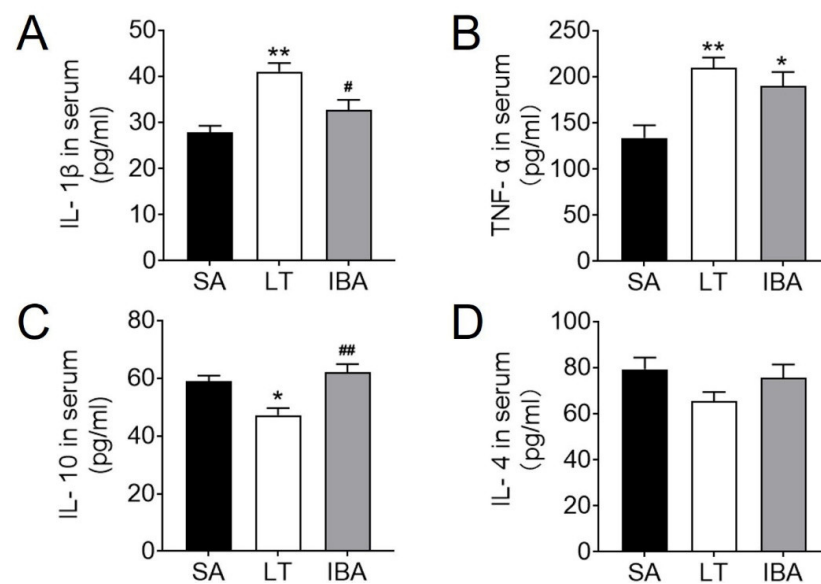 A
IL- 1β in serum
(pg/ml)
50
40
30
20
10
0
**
#
SA LT IBA
B
TNF- α in serum
(pg/ml)
250
200
150
100
50
0
**
*
SA LT IBA
C
IL- 10 in serum
(pg/ml)
80
60
40
20
0
*
##
SA LT IBA
D
IL- 4 in serum
(pg/ml)
100
80
60
40
20
0
SA LT IBA